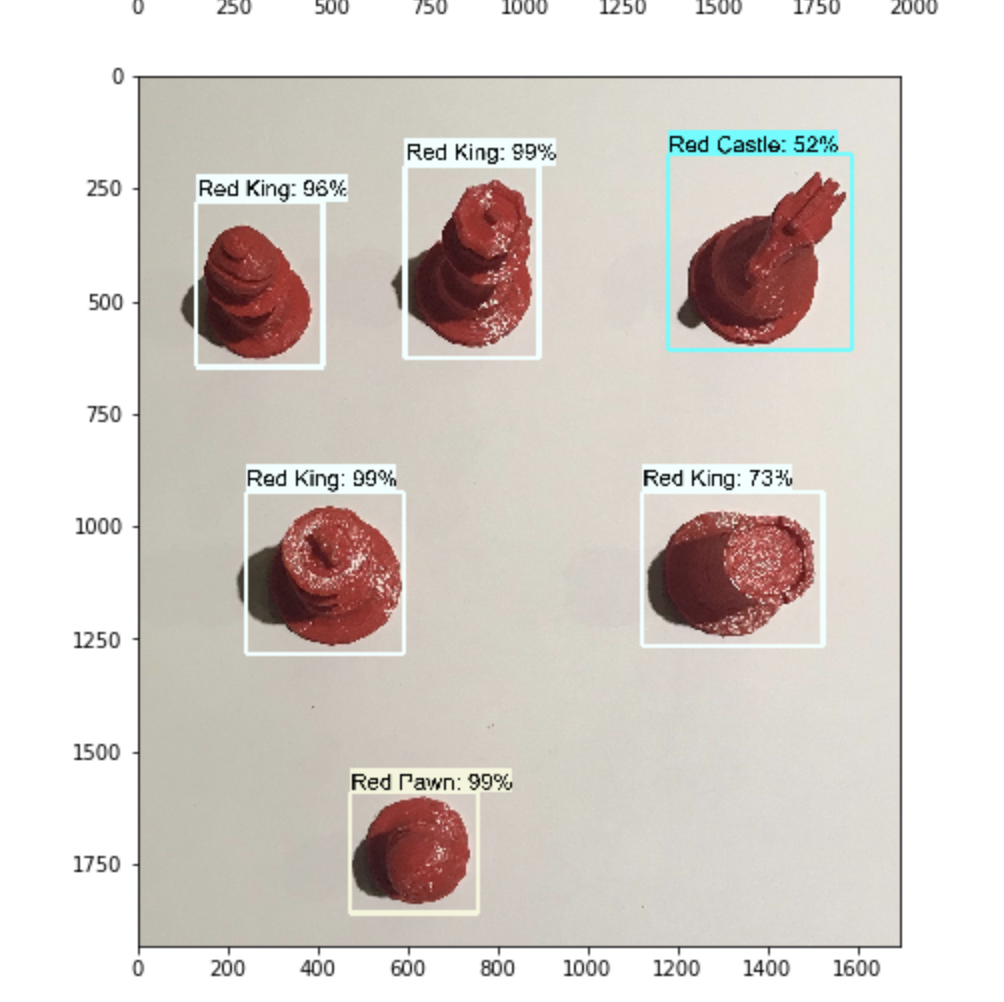 0 250 500 750 1000 1250 1500 1750 2000
0
Red Castle: 52%
Red King: 99%
Red King: 96%
250
500
750
Red King: 99% Red King: 73%
1000
1250
1500
Red Pawn: 99%
1750
0 200 400 600 800 1000 1200 1400 1600